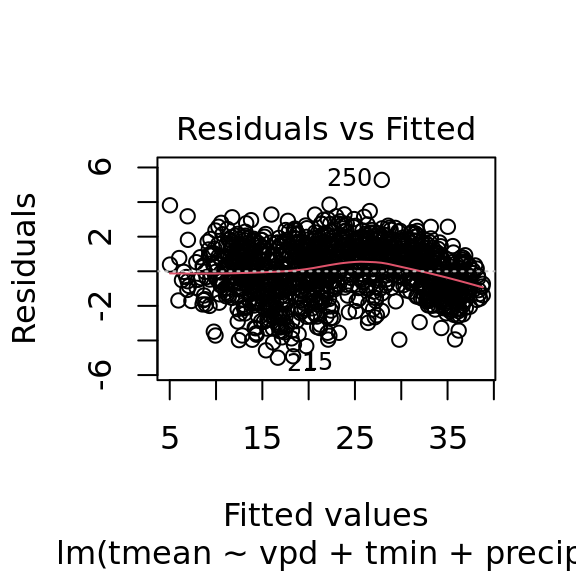 Residuals vs Fitted
6
2
-2
-6
Residuals
250
215
5 15 25 35
Fitted values
lm(tmean ~ vpd + tmin + precip